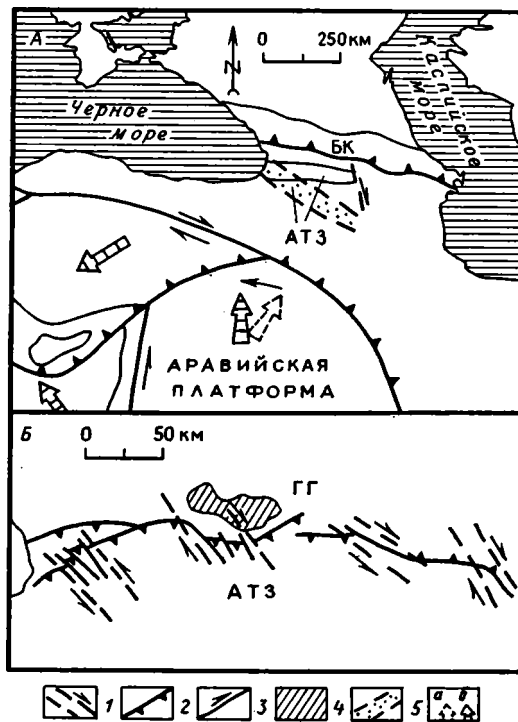 А
0 250 км
N
Черное
море
Каспийское
море
БК
АТЗ
АРАВИЙСКАЯ
ПЛАТФОРМА
Б 0 50 км
ГГ
АТЗ
1 2 3 4 а б 5